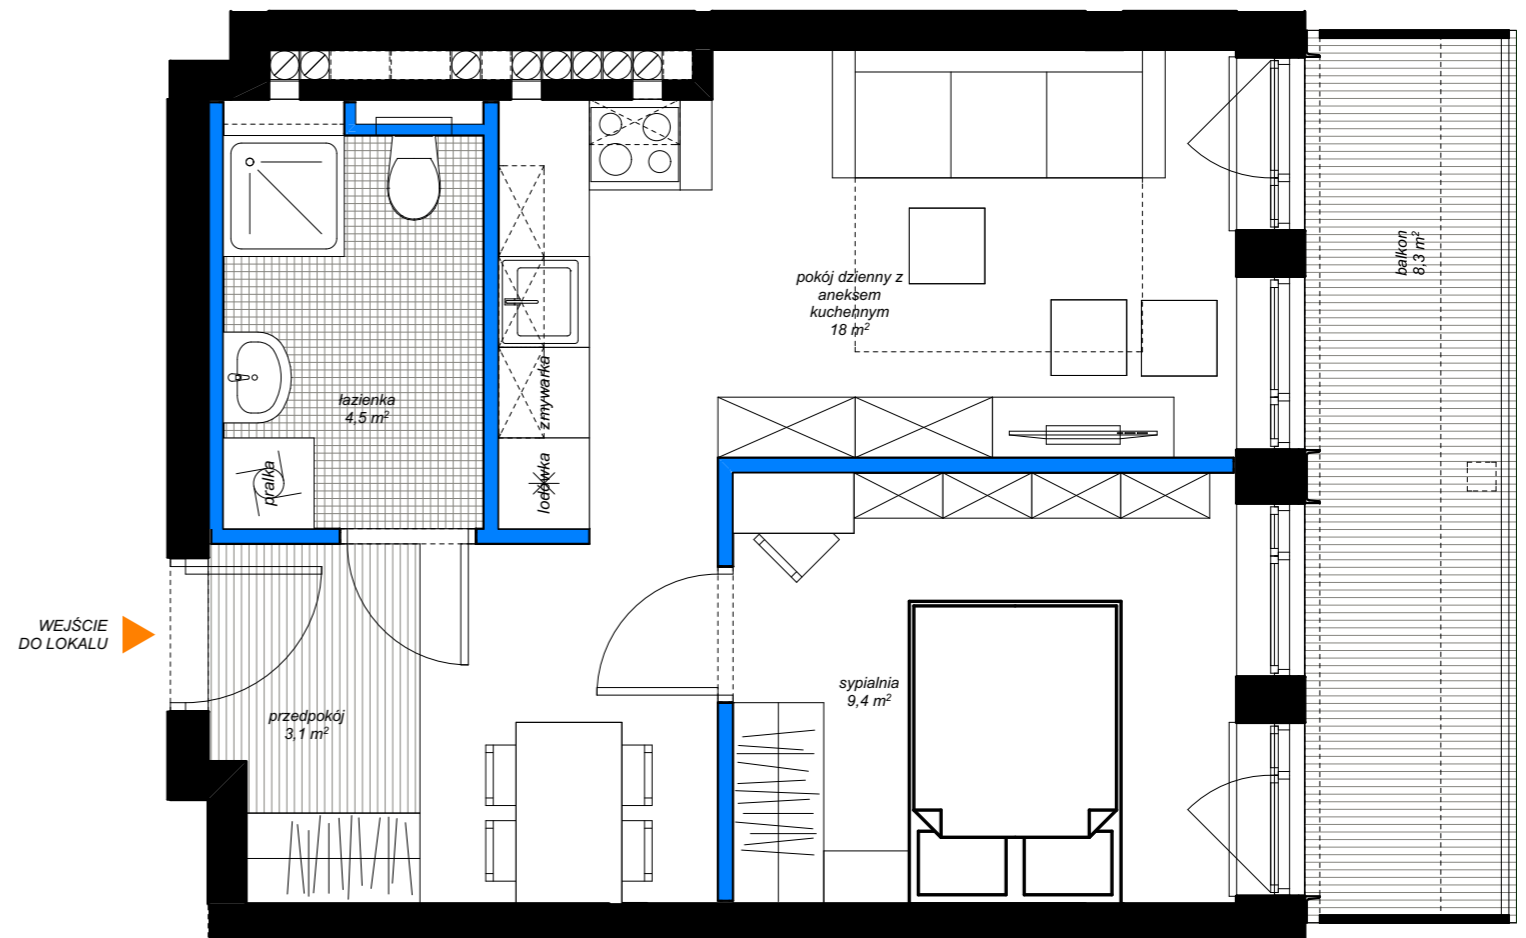 pokój dzienny z
aneksem
kuchennym
18 m²
balkon
8,3 m²
łazienka
4,5 m²
zmywarka
lodówka
pralka
WEJŚCIE
DO LOKALU
przedpokój
3,1 m²
sypialnia
9,4 m²